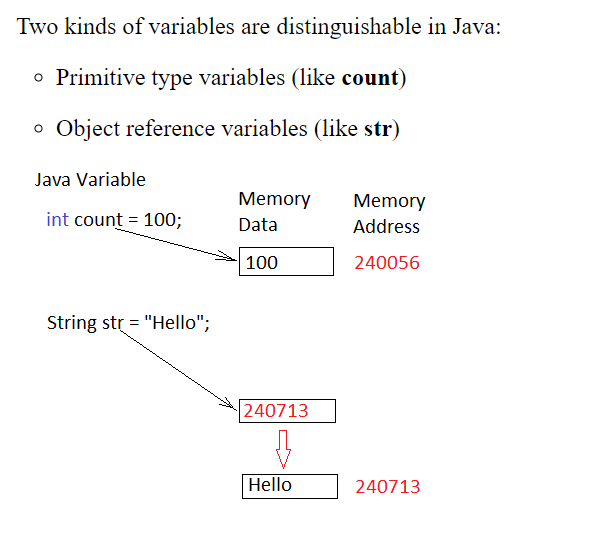 Two kinds of variables are distinguishable in Java:
Primitive type variables (like count)
Object reference variables (like str)
Java Variable
Memory Data
Memory Address
int count = 100;
100
240056
String str = "Hello";
240713
Hello
240713